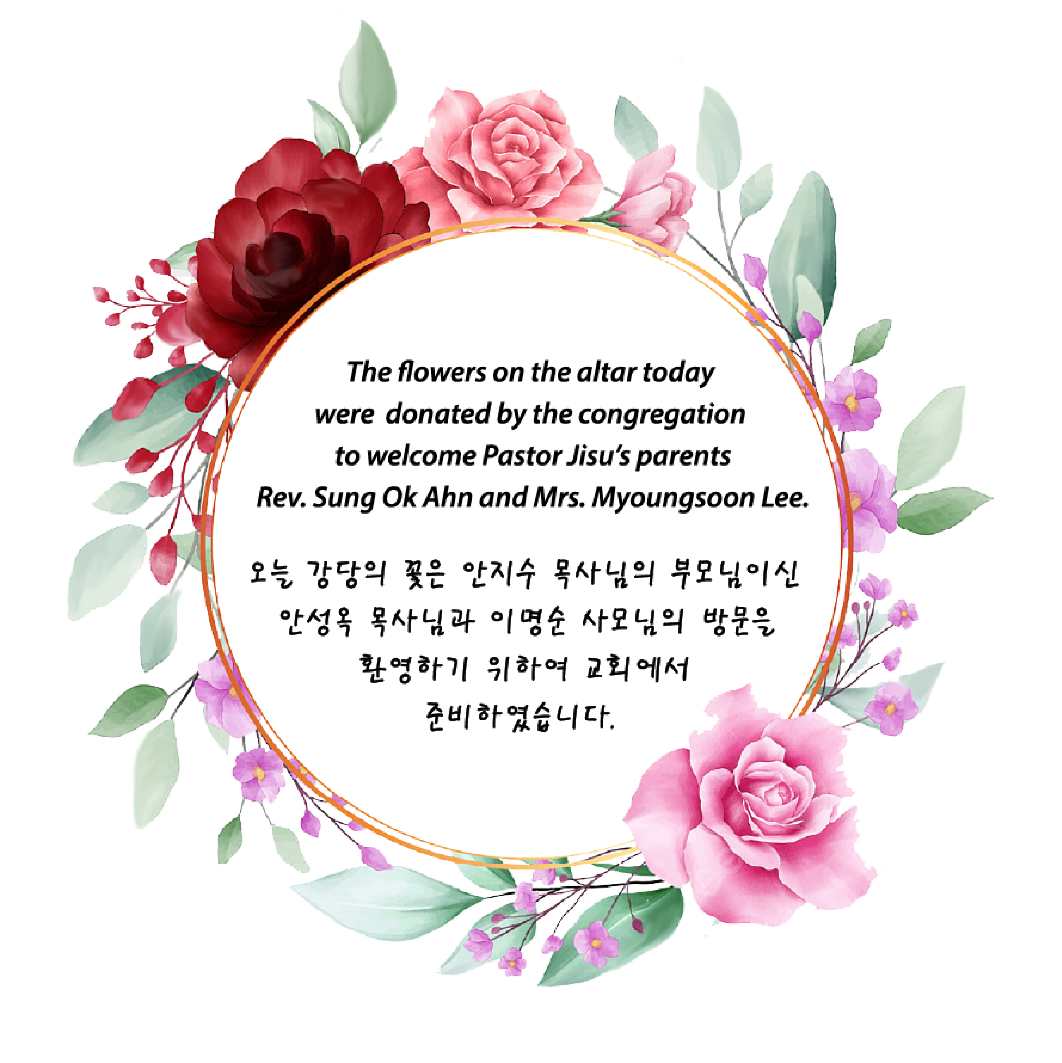 The flowers on the altar today
were donated by the congregation
to welcome Pastor Jisu's parents
Rev. Sung Ok Ahn and Mrs. Myoungsoon Lee.
오늘 강당의 꽃은 안지수 목사님의 부모님이신
안성옥 목사님과 이명순 사모님의 방문을
환영하기 위하여 교회에서
준비하였습니다.